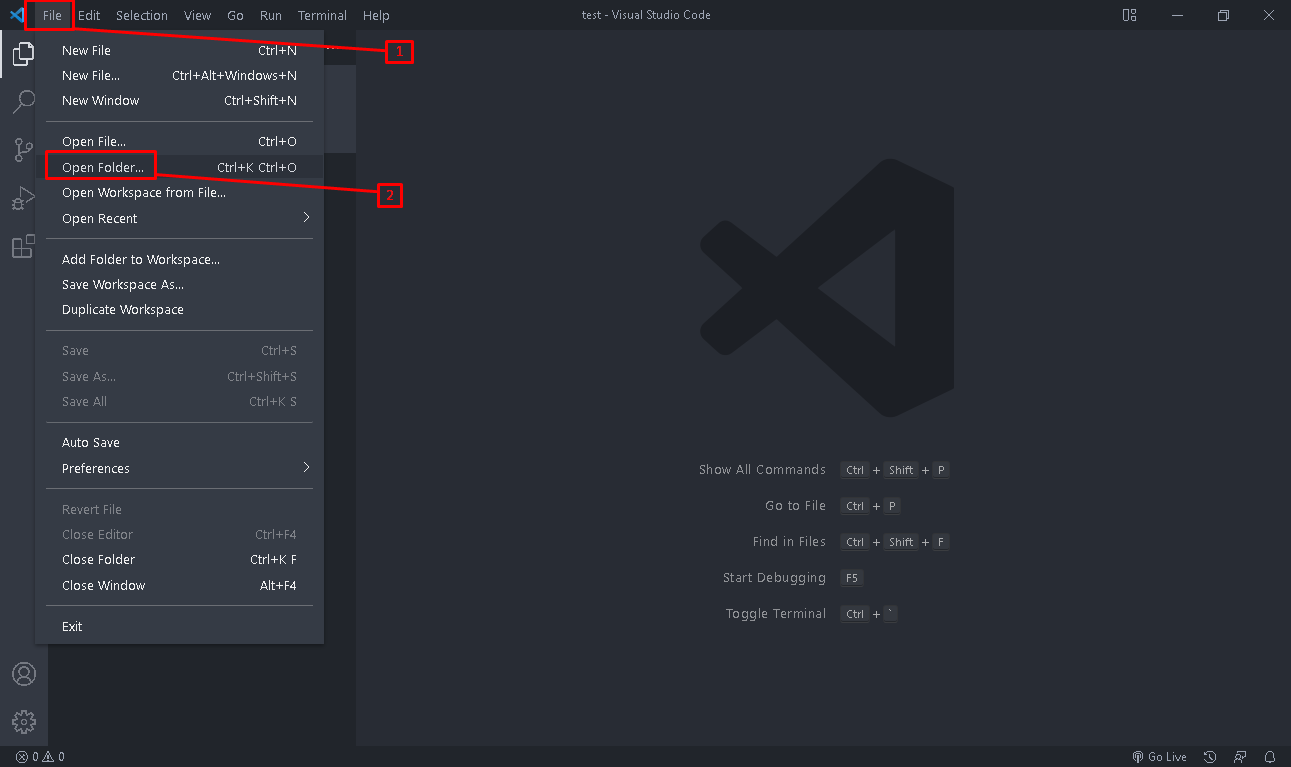 File Edit Selection View Go Run Terminal Help test - Visual Studio Code
1
New File Ctrl+N
New File... Ctrl+Alt+Windows+N
New Window Ctrl+Shift+N
Open File... Ctrl+O
Open Folder... Ctrl+K Ctrl+O
2
Open Workspace from File...
Open Recent
Add Folder to Workspace...
Save Workspace As...
Duplicate Workspace
Save Ctrl+S
Save As... Ctrl+Shift+S
Save All Ctrl+K S
Auto Save
Preferences
Revert File
Close Editor Ctrl+F4
Close Folder Ctrl+K F
Close Window Alt+F4
Exit
Show All Commands Ctrl + Shift + P
Go to File Ctrl + P
Find in Files Ctrl + Shift + F
Start Debugging F5
Toggle Terminal Ctrl + `
0 0 Go Live